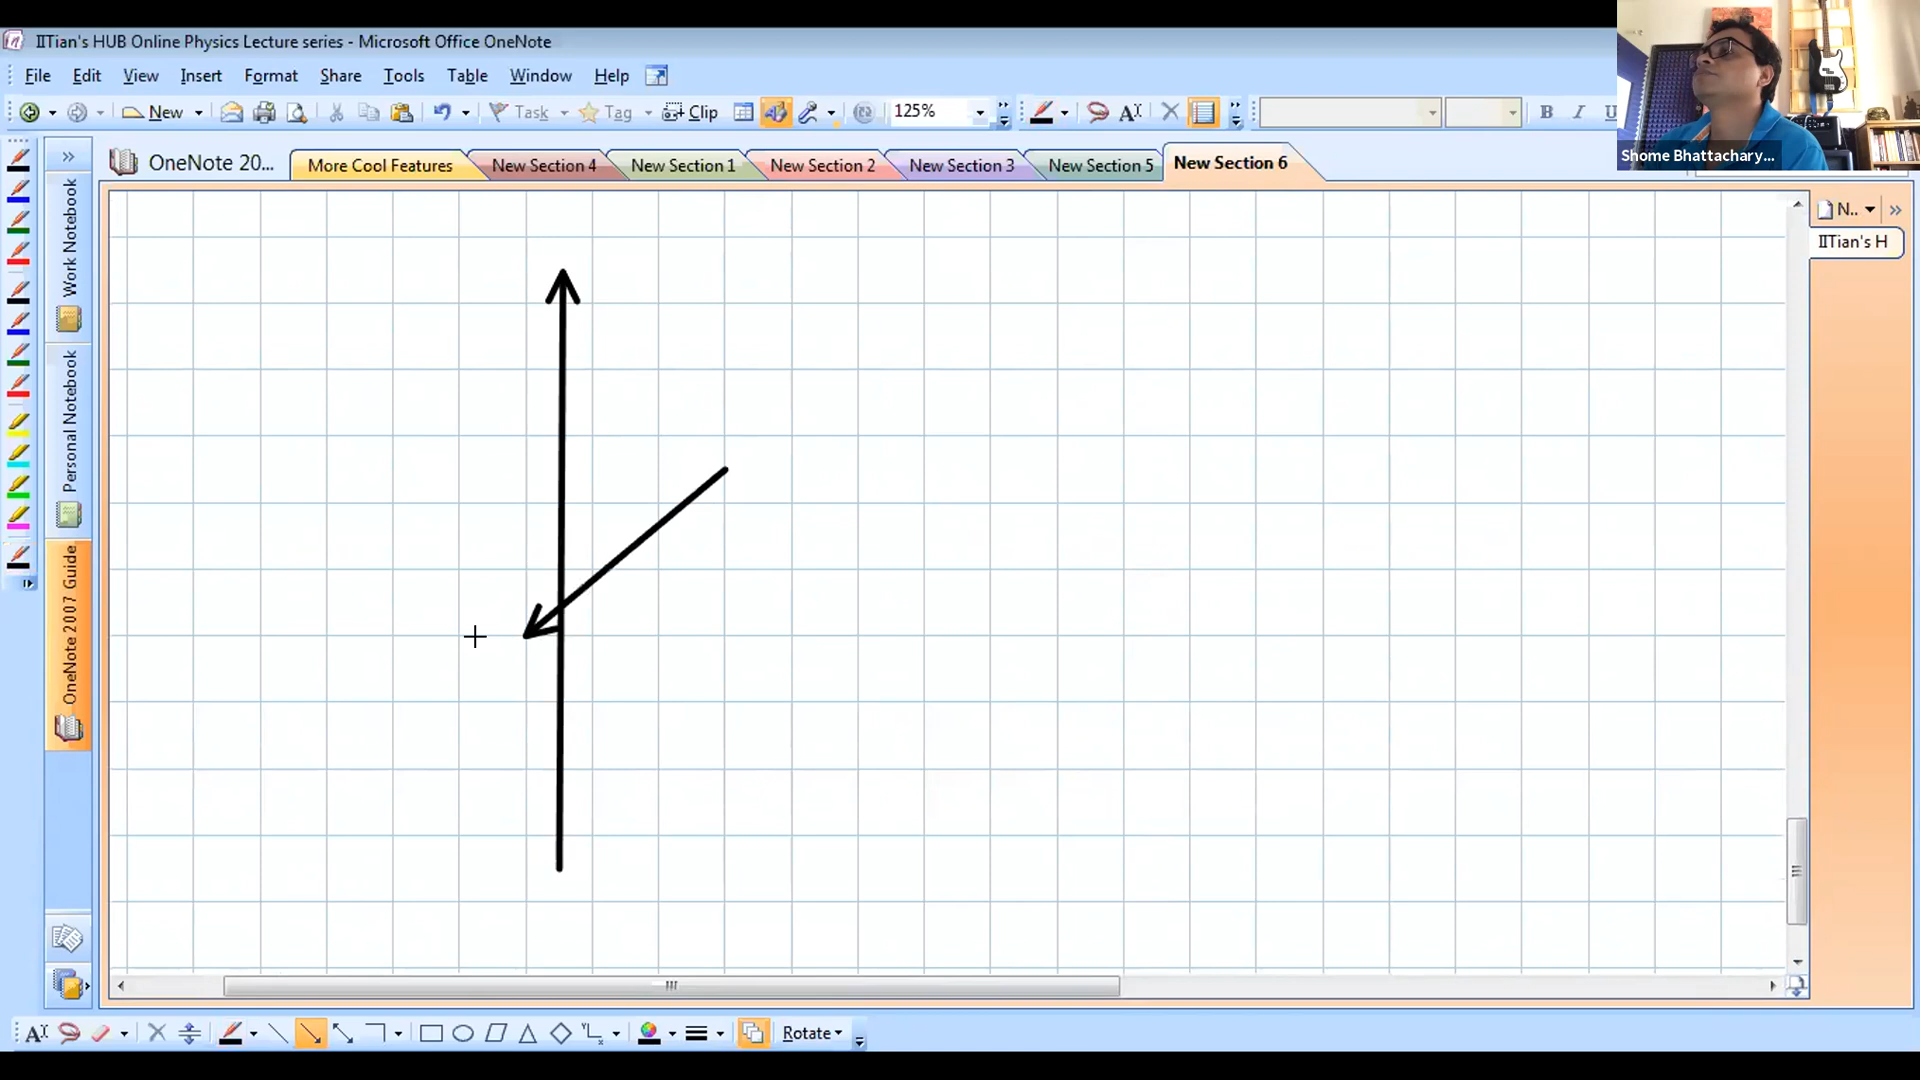 IITian's HUB Online Physics Lecture series - Microsoft Office OneNote
File Edit View Insert Format Share Tools Table Window Help
New Task Tag Clip 125% B I U
Shome Bhattachary...
OneNote 20... More Cool Features New Section 4 New Section 1 New Section 2 New Section 3 New Section 5 New Section 6
N..
IITian's H
Work Notebook
Personal Notebook
OneNote 2007 Guide
Rotate